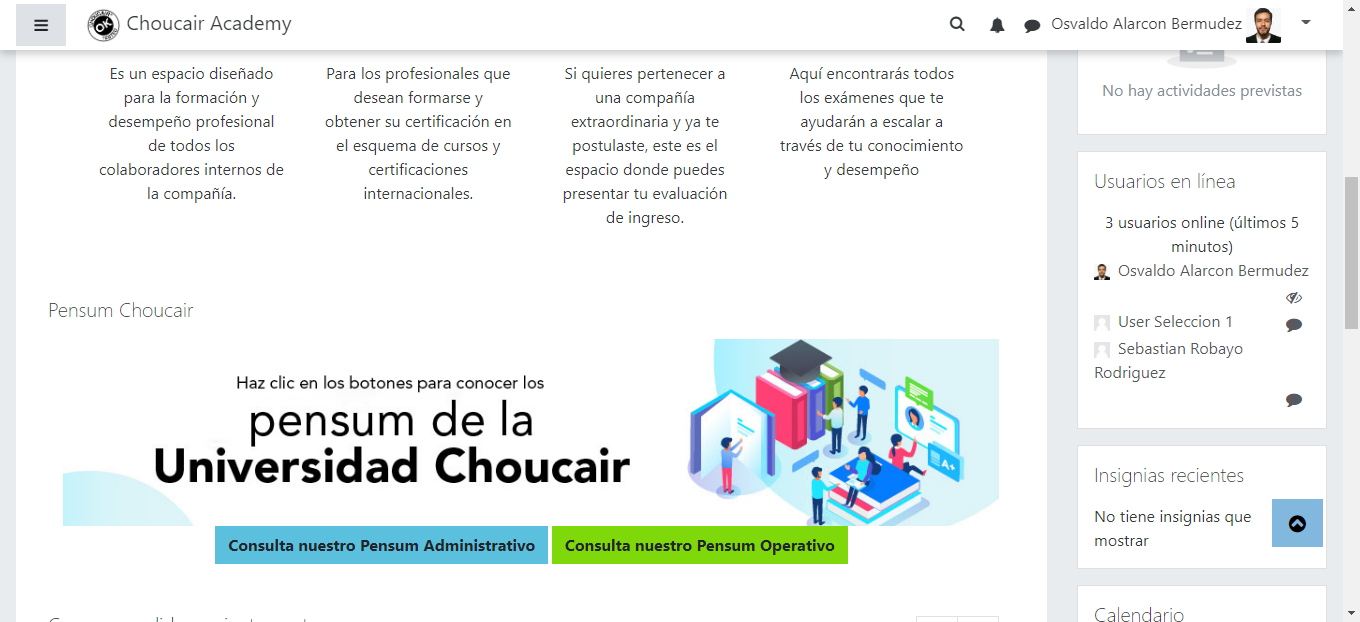 Choucair Academy
Osvaldo Alarcon Bermudez
Es un espacio diseñado
para la formación y
desempeño profesional
de todos los
colaboradores internos de
la compañía.
Para los profesionales que
desean formarse y
obtener su certificación en
el esquema de cursos y
certificaciones
internacionales.
Si quieres pertenecer a
una compañía
extraordinaria y ya te
postulaste, este es el
espacio donde puedes
presentar tu evaluación
de ingreso.
Aquí encontrarás todos
los exámenes que te
ayudarán a escalar a
través de tu conocimiento
y desempeño
Pensum Choucair
Haz clic en los botones para conocer los
pensum de la
Universidad Choucair
A+
Consulta nuestro Pensum Administrativo
Consulta nuestro Pensum Operativo
No hay actividades previstas
Usuarios en línea
3 usuarios online (últimos 5
minutos)
Osvaldo Alarcon Bermudez
User Seleccion 1
Sebastian Robayo
Rodriguez
Insignias recientes
No tiene insignias que
mostrar
Calendario